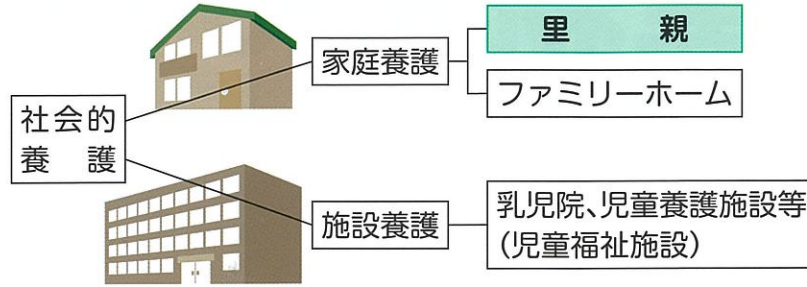 社会的
養護
家庭養護
里親
ファミリーホーム
施設養護
乳児院、児童養護施設等
(児童福祉施設)